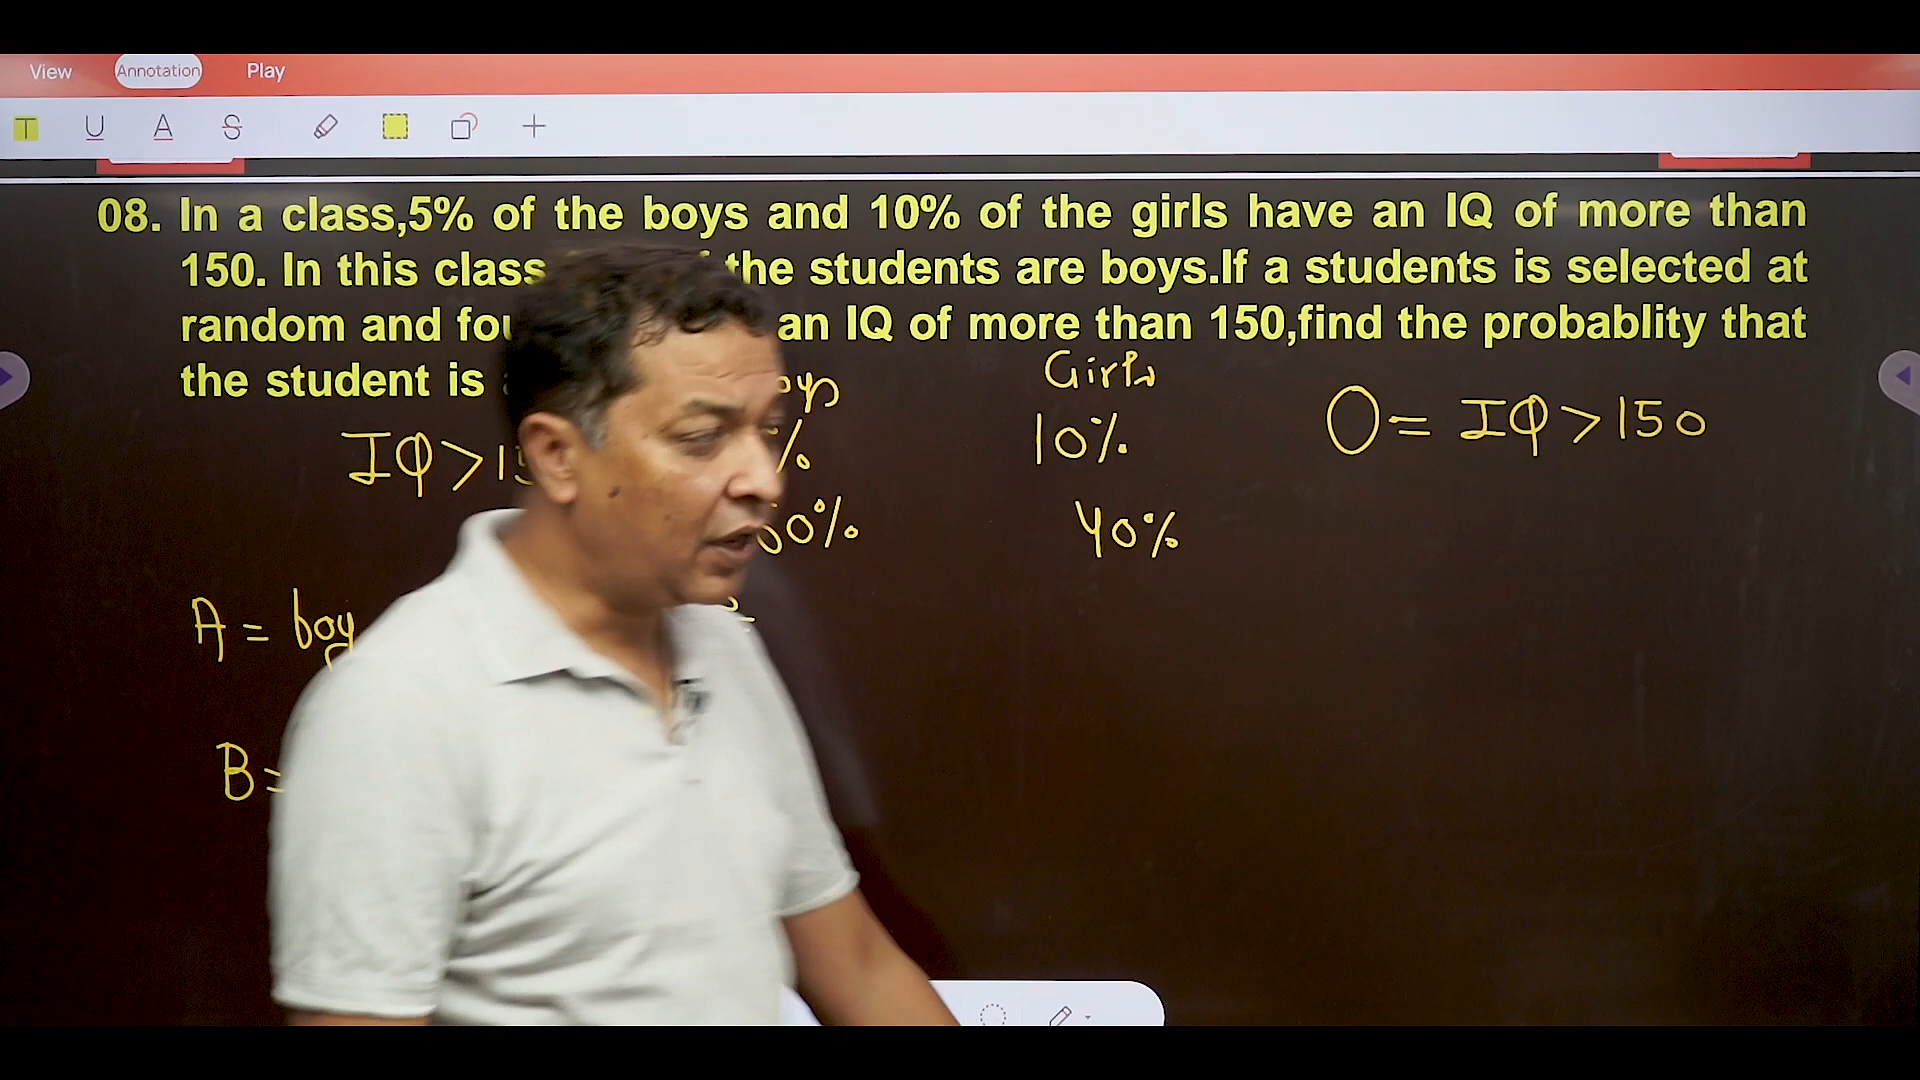 View Annotation Play
T U A S
08. In a class,5% of the boys and 10% of the girls have an IQ of more than
150. In this class the students are boys.If a students is selected at
random and an IQ of more than 150,find the probablity that
the student is
Girls
IQ > 10% O = IQ > 150
40%
A = boy
B =